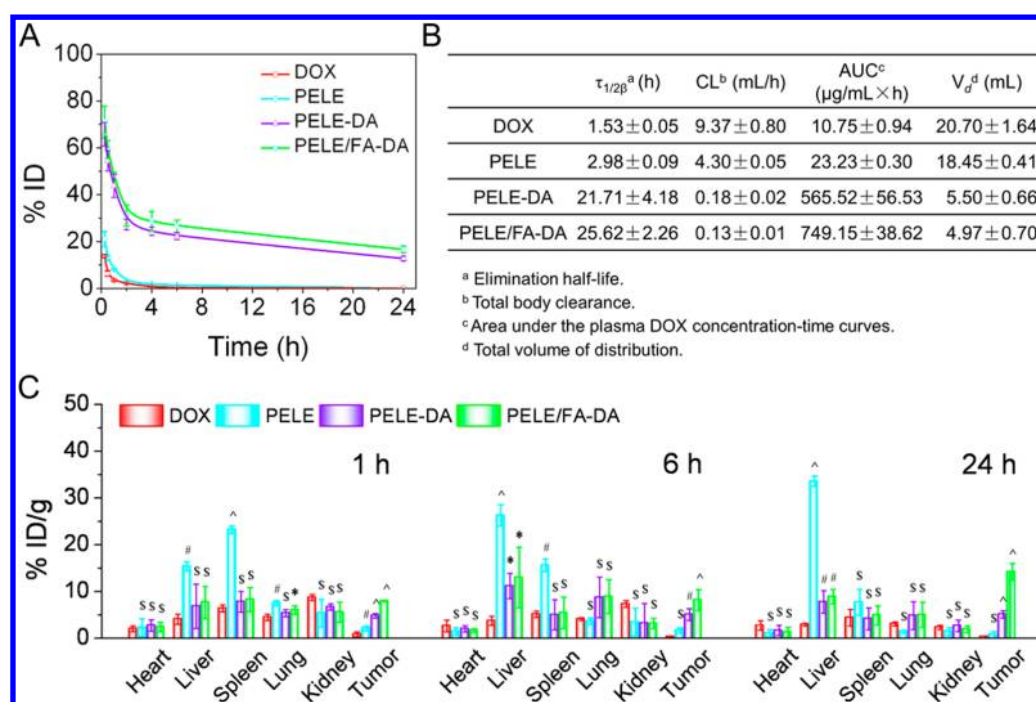 A
B
100
80
60
40
20
0
% ID
DOX
PELE
PELE-DA
PELE/FA-DA
0 4 8 12 16 20 24
Time (h)
τ1/2βᵃ (h) CLᵇ (mL/h) AUCᶜ (μg/mL×h) Vdᵈ (mL)
DOX 1.53±0.05 9.37±0.80 10.75±0.94 20.70±1.64
PELE 2.98±0.09 4.30±0.05 23.23±0.30 18.45±0.41
PELE-DA 21.71±4.18 0.18±0.02 565.52±56.53 5.50±0.66
PELE/FA-DA 25.62±2.26 0.13±0.01 749.15±38.62 4.97±0.70
ᵃ Elimination half-life.
ᵇ Total body clearance.
ᶜ Area under the plasma DOX concentration-time curves.
ᵈ Total volume of distribution.
C
50
40
30
20
10
0
% ID/g
DOX PELE PELE-DA PELE/FA-DA
1 h 6 h 24 h
$ $ $ # $ $ ^ $ $ # $ * $ $ $ # ^ ^
$ $ $ ^ * * # $ $ $ $ $ $ $ $ $ # ^
$ $ $ ^ # # $ $ $ $ $ $ $ $ $ $ ^ ^
Heart Liver Spleen Lung Kidney Tumor Heart Liver Spleen Lung Kidney Tumor Heart Liver Spleen Lung Kidney Tumor